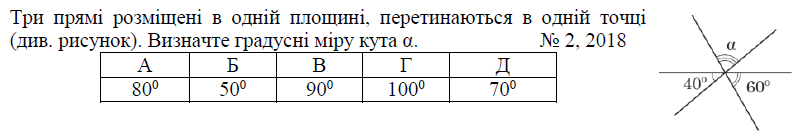 Три прямі розміщені в одній площині, перетинаються в одній точці
(див. рисунок). Визначте градусні міру кута α. № 2, 2018
А Б В Г Д
80⁰ 50⁰ 90⁰ 100⁰ 70⁰
α
40⁰ 60⁰